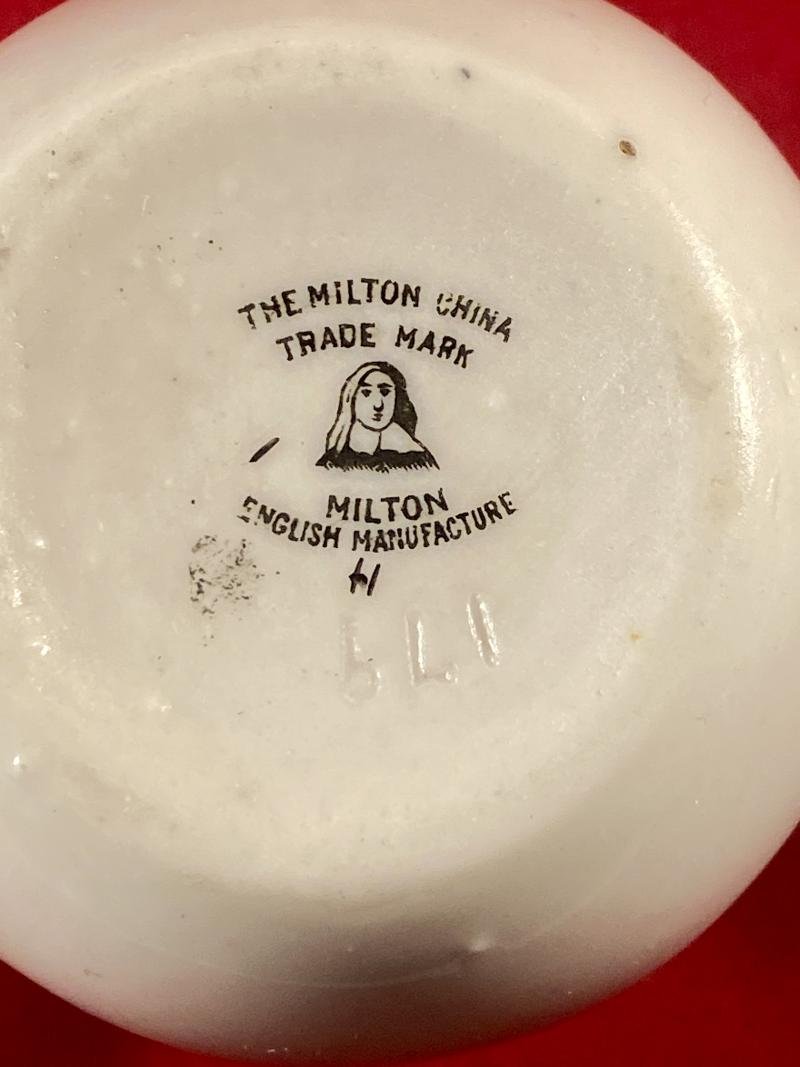 THE MILTON CHINA
TRADE MARK
MILTON
ENGLISH MANUFACTURE